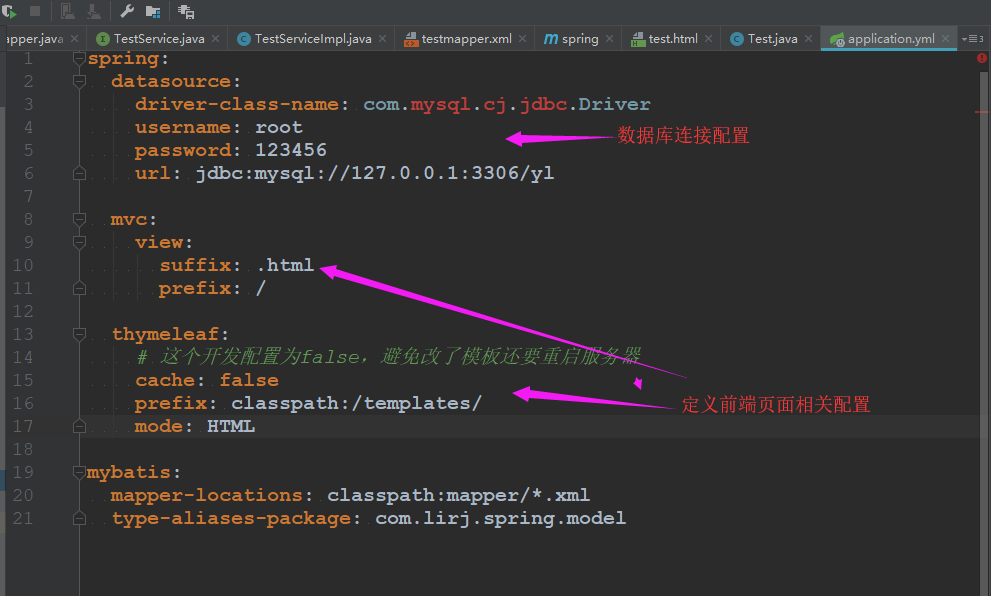 apper.java
TestService.java
TestServiceImpl.java
testmapper.xml
spring
test.html
Test.java
application.yml
3
1 spring:
2 datasource:
3 driver-class-name: com.mysql.cj.jdbc.Driver
4 username: root
数据库连接配置
5 password: 123456
6 url: jdbc:mysql://127.0.0.1:3306/yl
7
8 mvc:
9 view:
10 suffix: .html
11 prefix: /
12
13 thymeleaf:
14 # 这个开发配置为false，避免改了模板还要重启服务器
15 cache: false
16 prefix: classpath:/templates/
定义前端页面相关配置
17 mode: HTML
18
19 mybatis:
20 mapper-locations: classpath:mapper/*.xml
21 type-aliases-package: com.lirj.spring.model